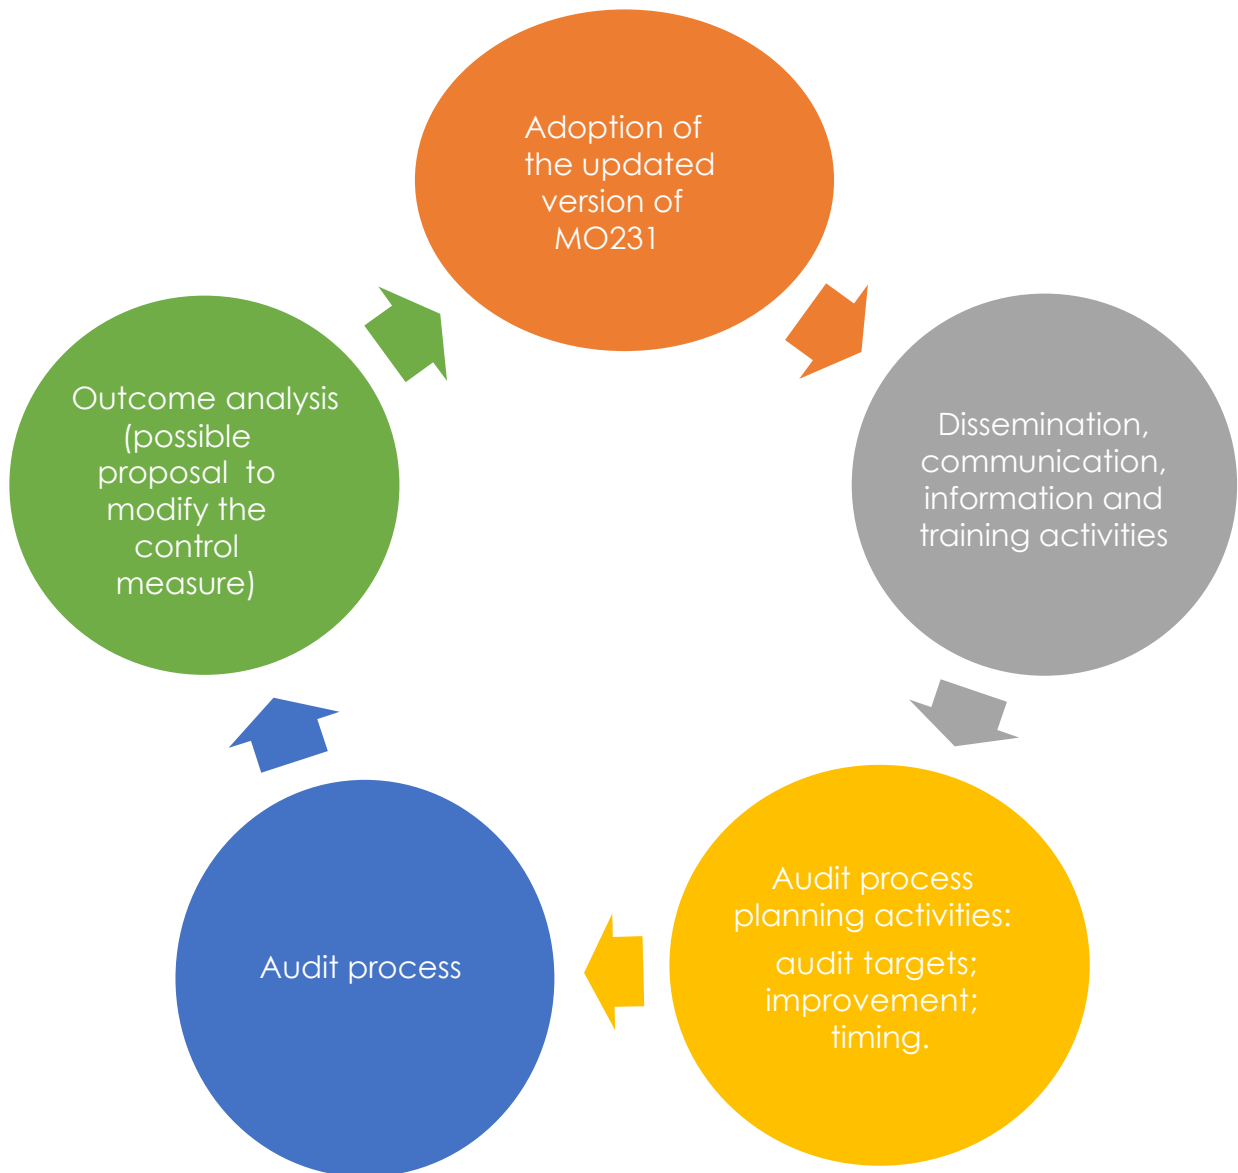 Adoption of
the updated
version of
MO231
Dissemination,
communication,
information and
training activities
Audit process
planning activities:
audit targets;
improvement;
timing.
Audit process
Outcome analysis
(possible
proposal to
modify the
control
measure)